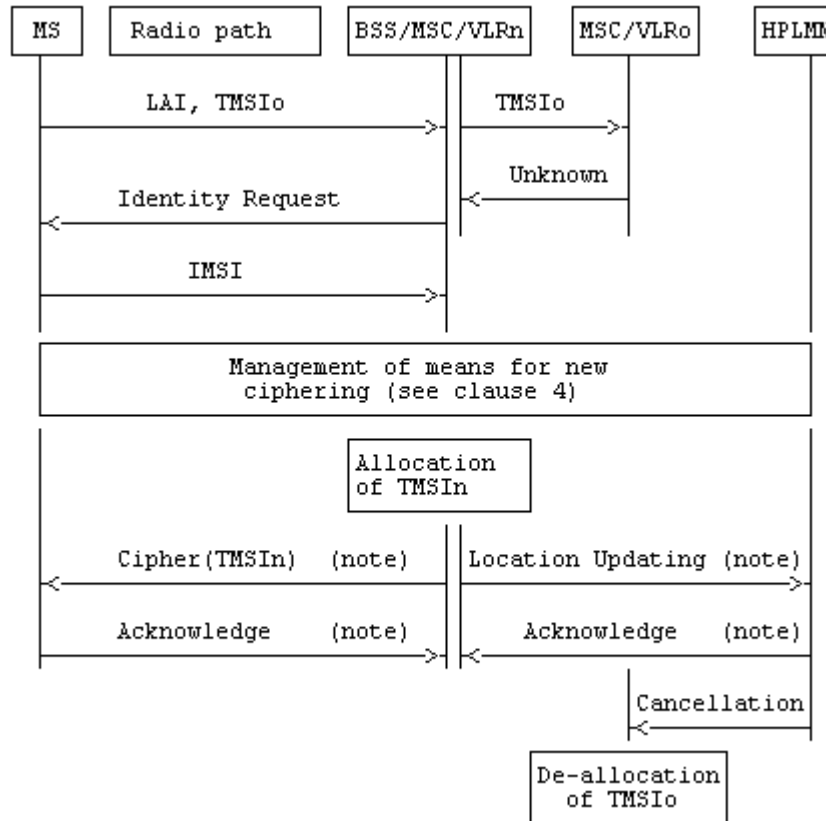 MS
Radio path
BSS/MSC/VLRn
MSC/VLRo
HPLMN
LAI, TMSIo
TMSIo
Unknown
Identity Request
IMSI
Management of means for new
ciphering (see clause 4)
Allocation
of TMSIn
Cipher(TMSIn) (note)
Location Updating (note)
Acknowledge (note)
Acknowledge (note)
Cancellation
De-allocation
of TMSIo